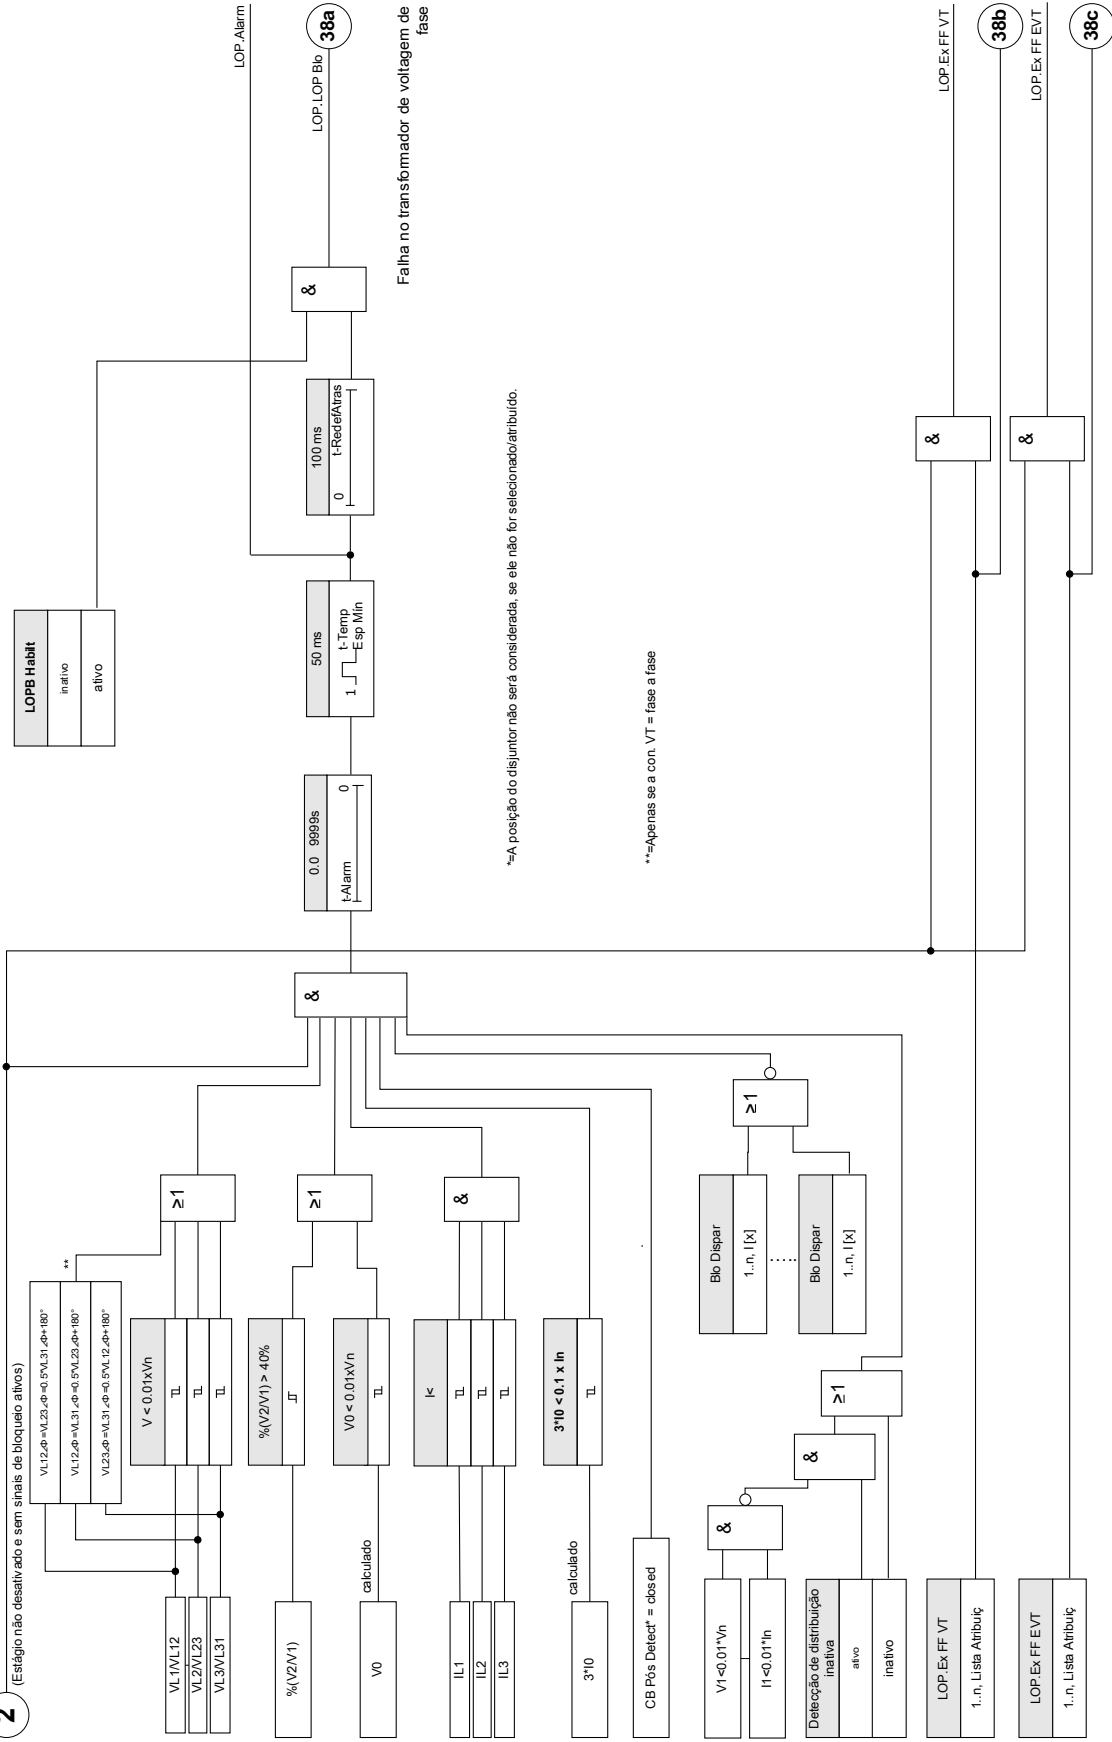 2
(Estágio não desativado e sem sinais de bloqueio ativos)
VL12∠Φ =VL23∠Φ =0.5*VL31∠Φ+180°
VL12∠Φ =VL31∠Φ =0.5*VL23∠Φ+180°
VL23∠Φ =VL31∠Φ =0.5*VL12∠Φ+180°
**
VL1/VL12
VL2/VL23
VL3/VL31
V < 0.01xVn
≥1
%(V2/V1)
%(V2/V1) > 40%
≥1
V0
calculado
V0 < 0.01xVn
IL1
IL2
IL3
I<
&
3*I0
calculado
3*I0 < 0.1 x In
CB Pós Detect* = closed
Blo Dispar
1..n, I [x]
......
Blo Dispar
1..n, I [x]
≥1
V1<0.01*Vn
I1<0.01*In
&
Detecção de distribuição
inativa
ativo
inativo
&
≥1
&
0.0 9999s
t-Alarm
0
50 ms
1
t-Temp
Esp Mín
100 ms
0
t-RedefAtras
LOPB Habilt
inativo
ativo
&
LOP.Alarm
LOP.LOP Blo
38a
Falha no transformador de voltagem de
fase
*=A posição do disjuntor não será considerada, se ele não for selecionado/atribuído.
**=Apenas se a con. VT = fase a fase
LOP.Ex FF VT
1..n, Lista Atribuiç
&
LOP.Ex FF VT
38b
LOP.Ex FF EVT
1..n, Lista Atribuiç
&
LOP.Ex FF EVT
38c